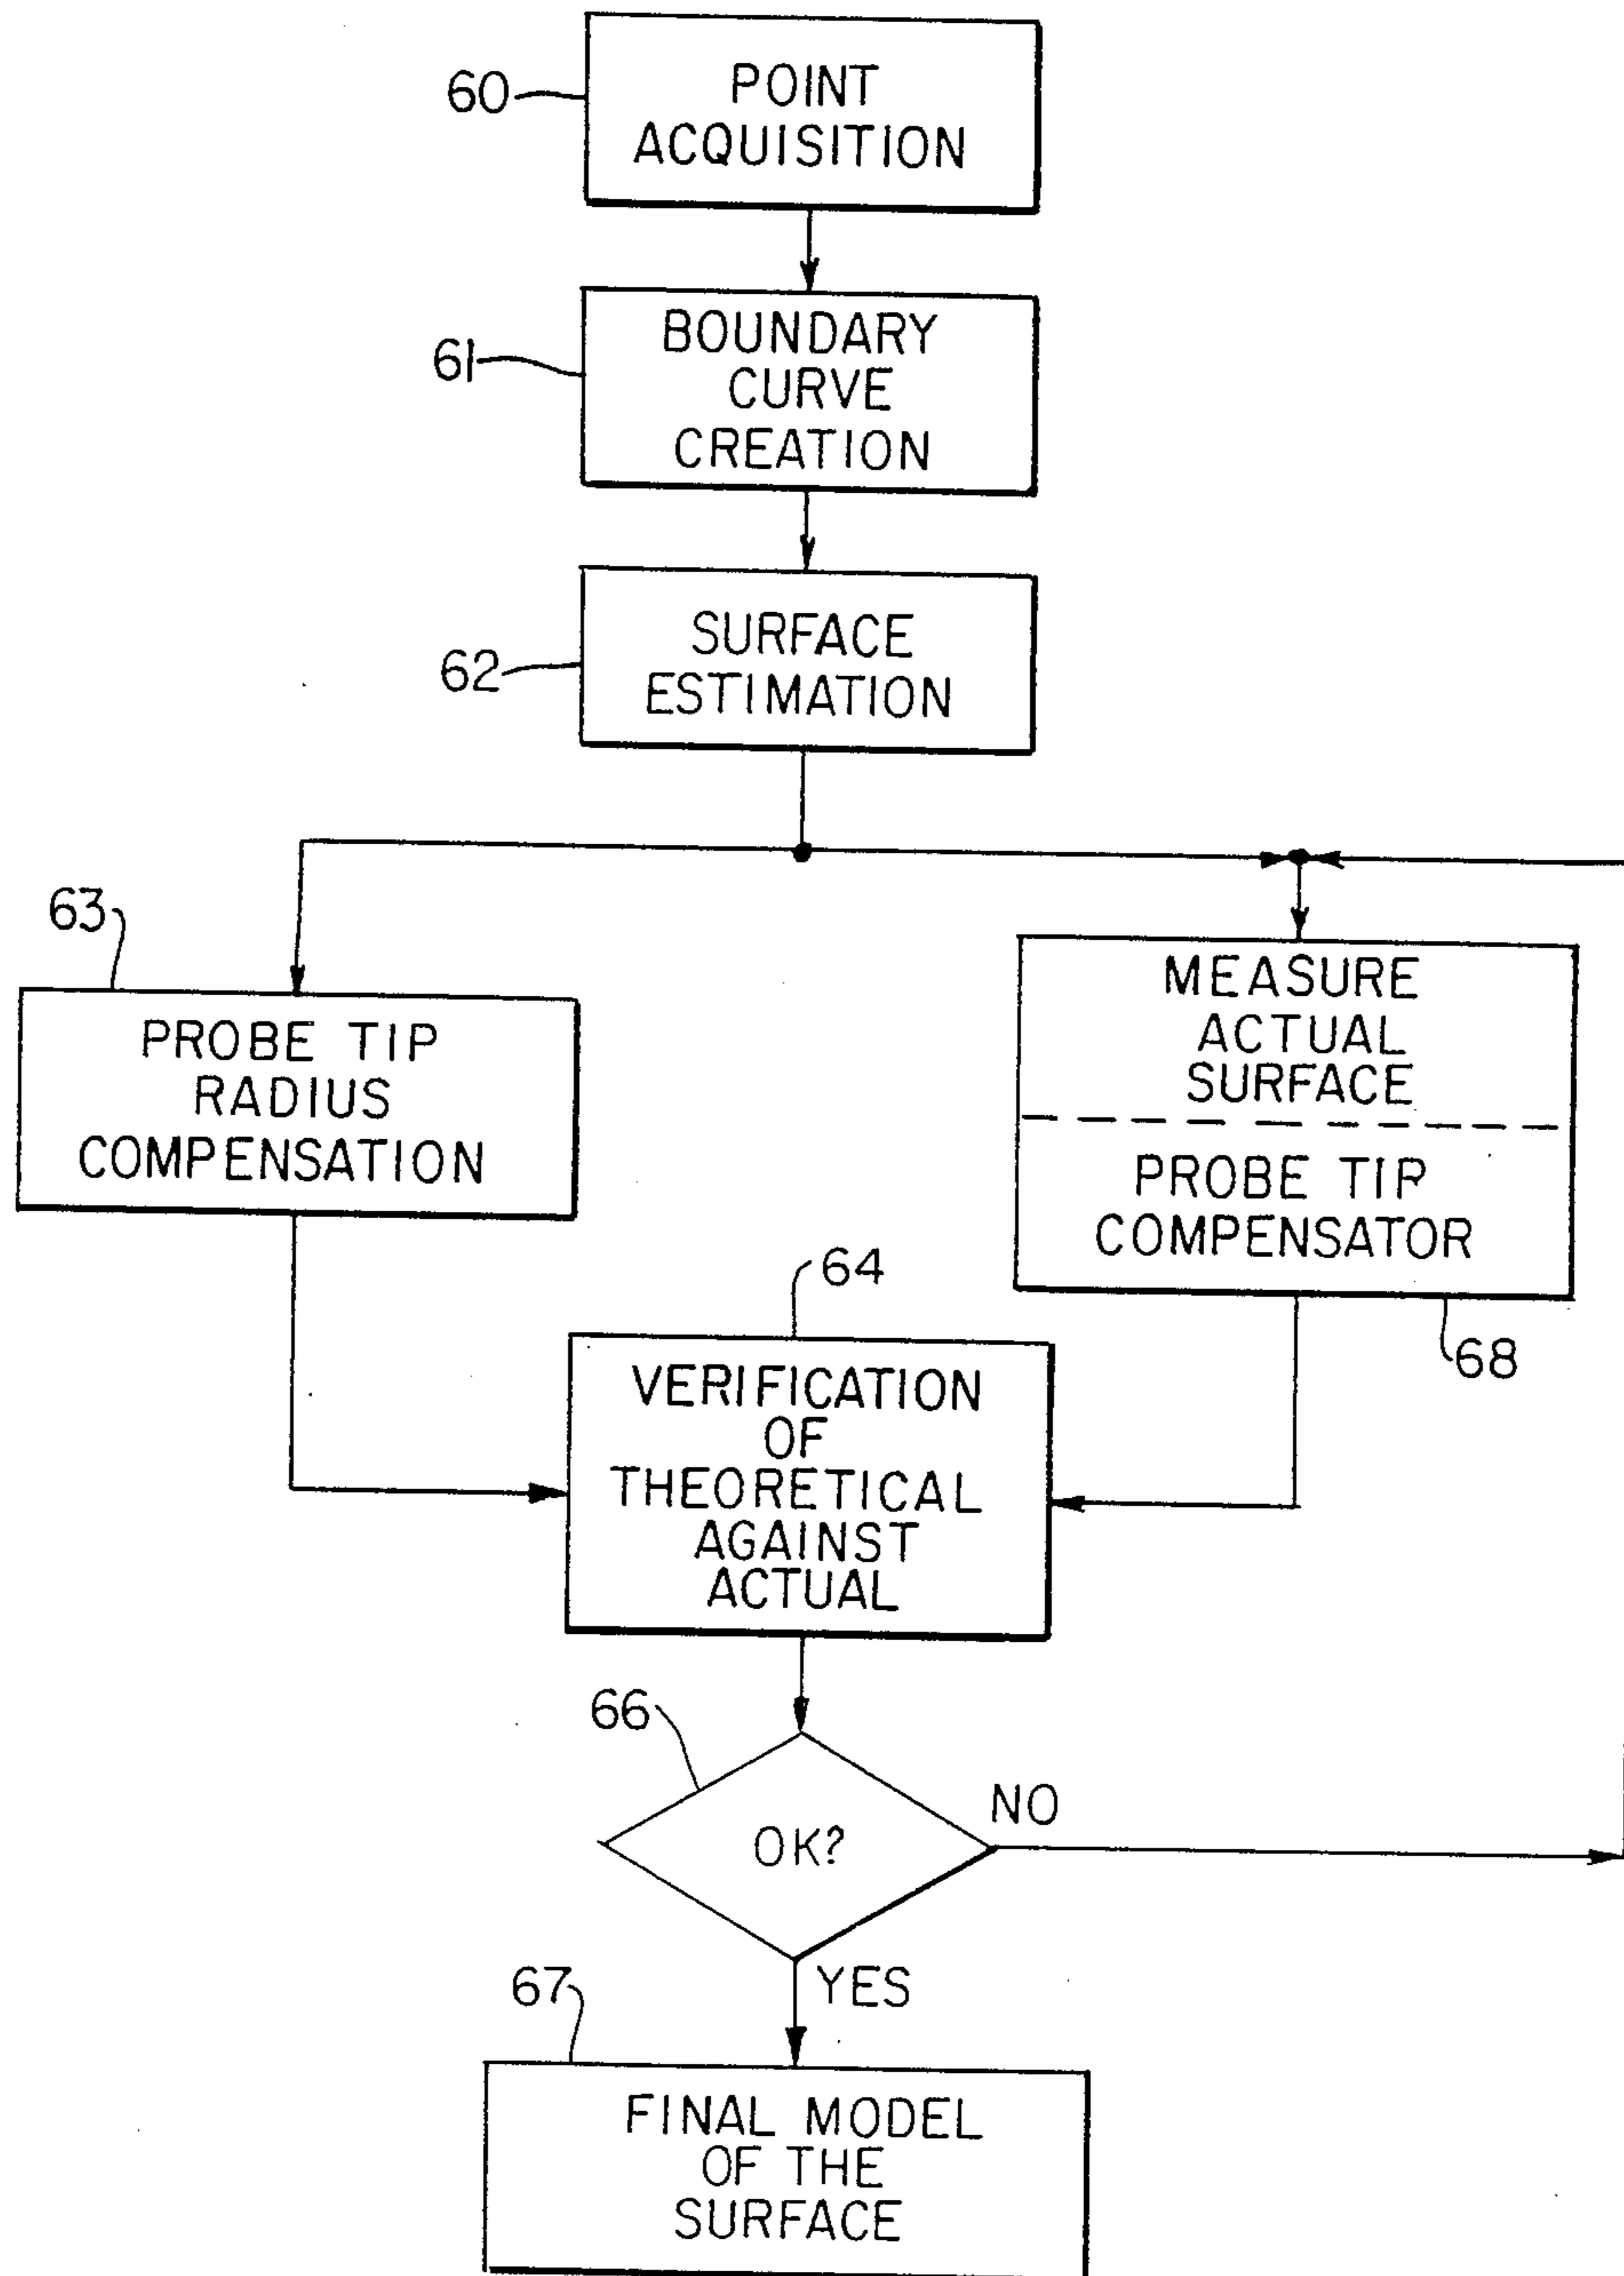 60
POINT
ACQUISITION
61
BOUNDARY
CURVE
CREATION
62
SURFACE
ESTIMATION
63
PROBE TIP
RADIUS
COMPENSATION
MEASURE
ACTUAL
SURFACE
PROBE TIP
COMPENSATOR
68
64
VERIFICATION
OF
THEORETICAL
AGAINST
ACTUAL
66
OK?
NO
YES
67
FINAL MODEL
OF THE
SURFACE